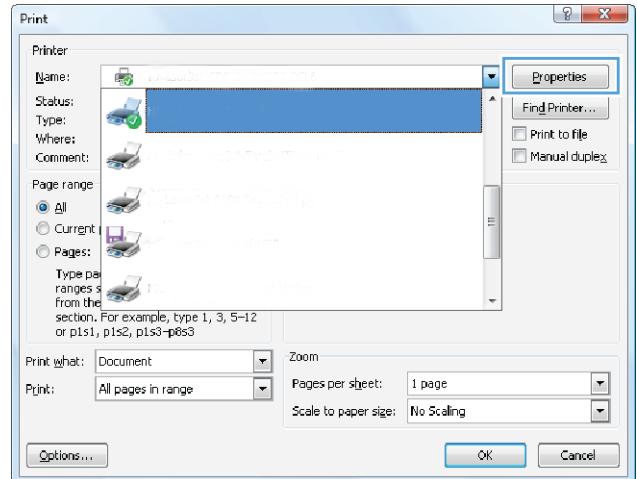 Print
Printer
Name:
Properties
Status:
Find Printer...
Type:
Where:
Print to file
Comment:
Manual duplex
Page range
All
Current
Pages:
Type
ranges
from the
section. For example, type 1, 3, 5–12
or p1s1, p1s2, p1s3–p8s3
Print what: Document
Print: All pages in range
Zoom
Pages per sheet: 1 page
Scale to paper size: No Scaling
Options...
OK
Cancel